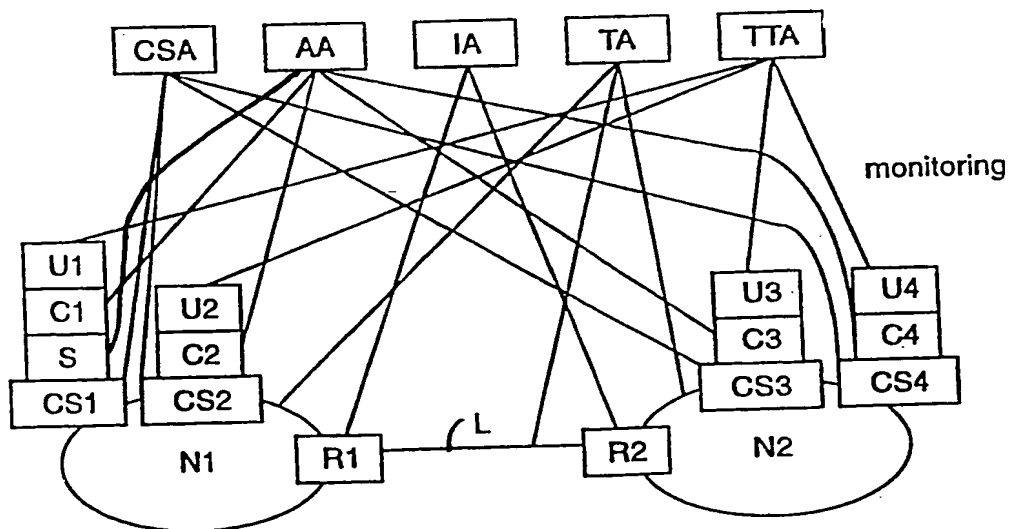 CSA AA IA TA TTA
monitoring
U1
C1
S
CS1
U2
C2
CS2
U3
C3
CS3
U4
C4
CS4
N1
R1
L
R2
N2